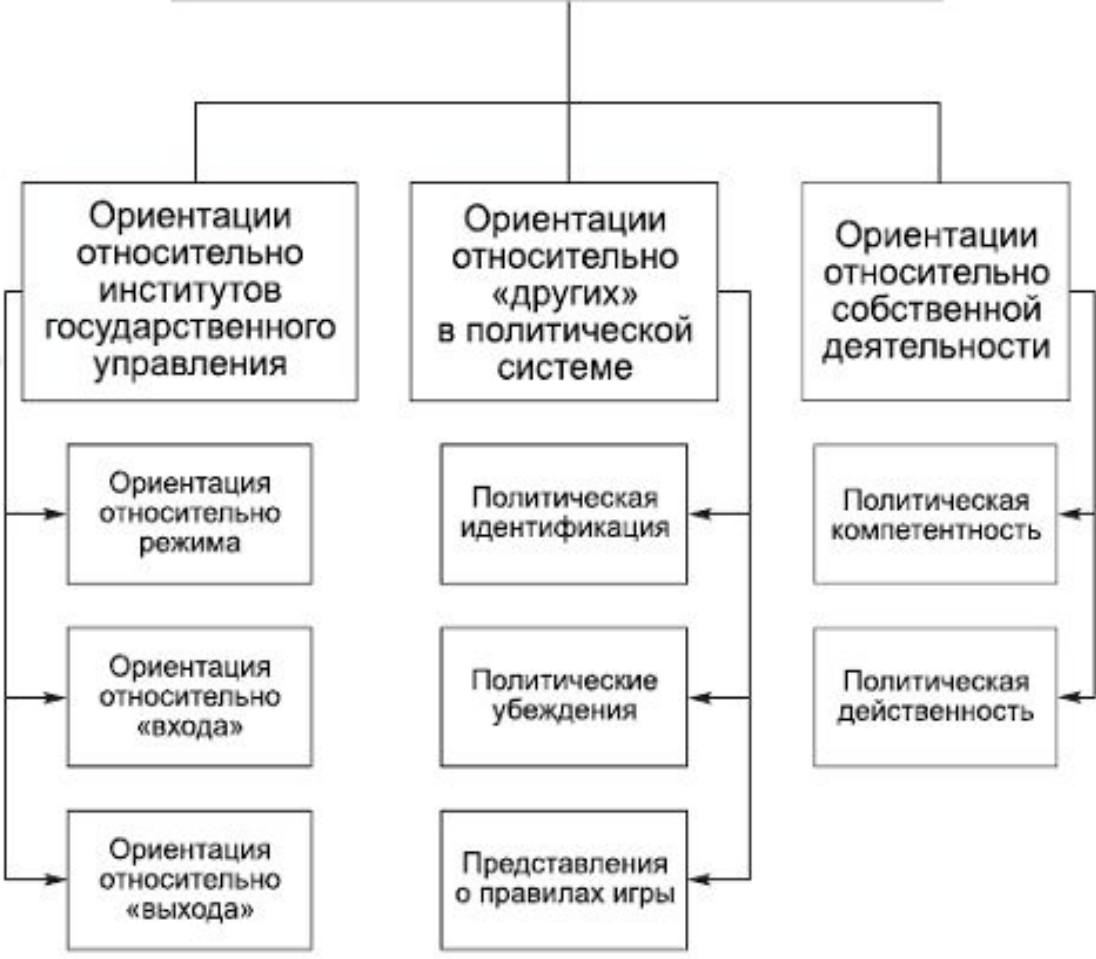 Ориентации
относительно
институтов
государственного
управления
Ориентации
относительно
«других»
в политической
системе
Ориентации
относительно
собственной
деятельности
Ориентация
относительно
режима
Политическая
идентификация
Политическая
компетентность
Ориентация
относительно
«входа»
Политические
убеждения
Политическая
действенность
Ориентация
относительно
«выхода»
Представления
о правилах игры